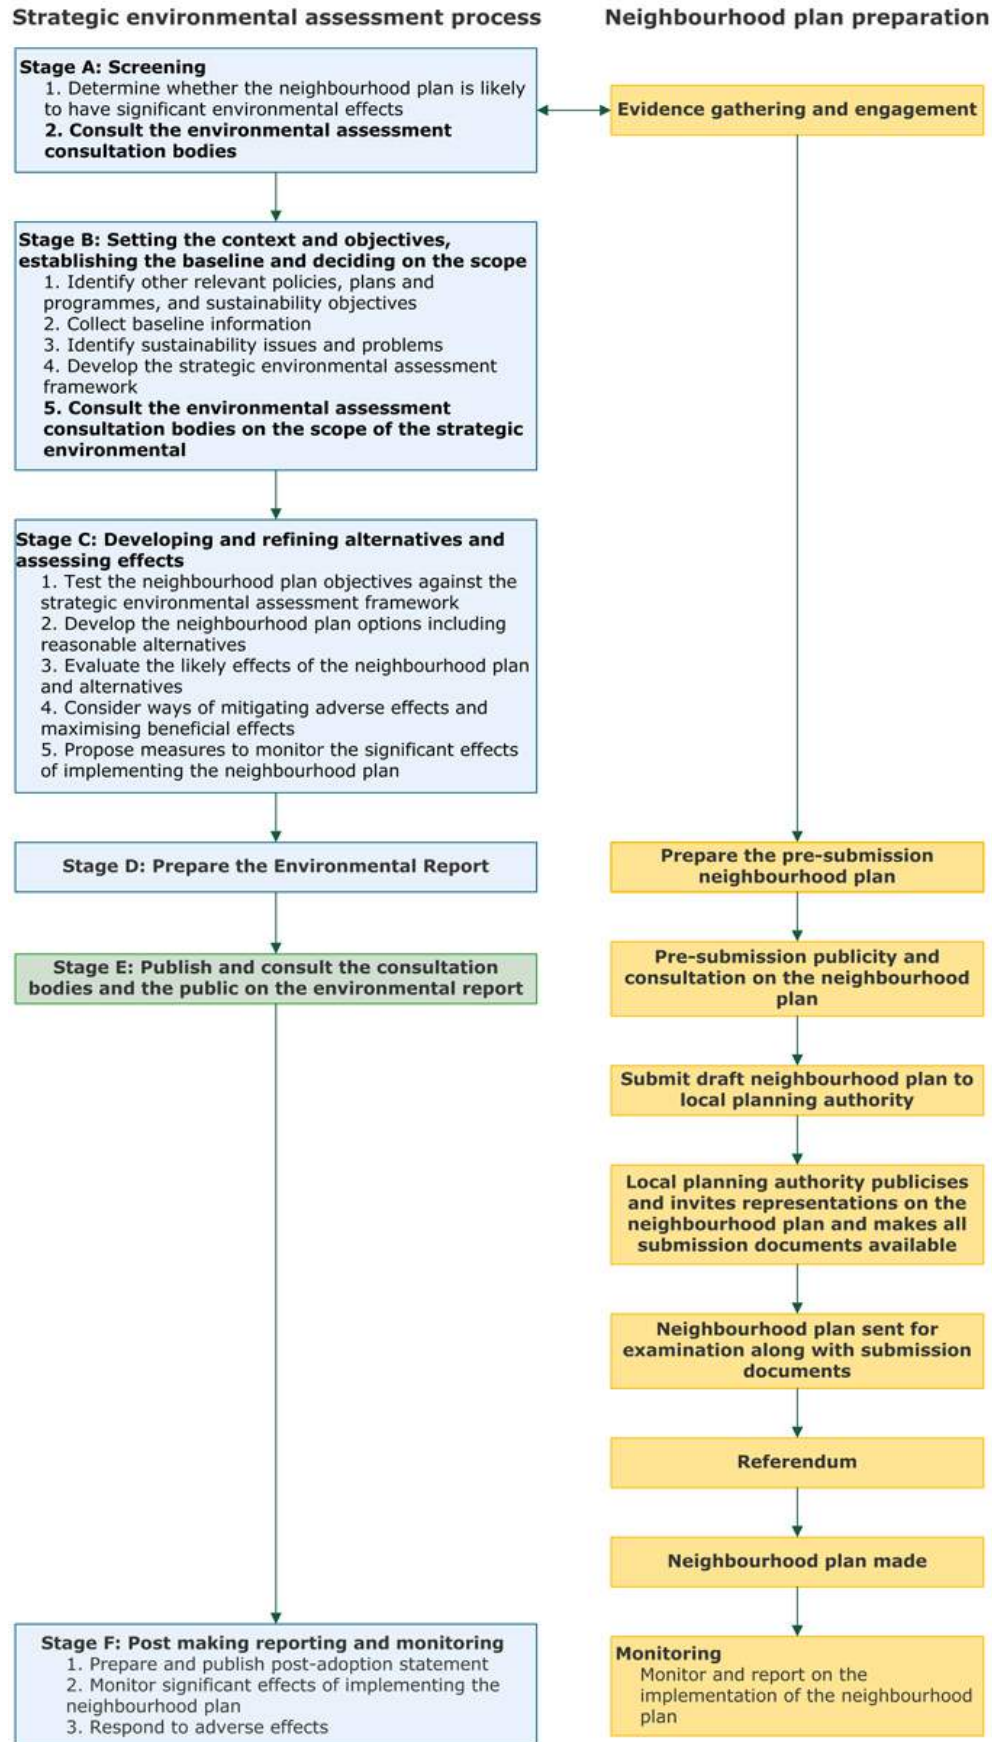 Strategic environmental assessment process
Neighbourhood plan preparation
Stage A: Screening
1. Determine whether the neighbourhood plan is likely
to have significant environmental effects
2. Consult the environmental assessment
consultation bodies
Evidence gathering and engagement
Stage B: Setting the context and objectives,
establishing the baseline and deciding on the scope
1. Identify other relevant policies, plans and
programmes, and sustainability objectives
2. Collect baseline information
3. Identify sustainability issues and problems
4. Develop the strategic environmental assessment
framework
5. Consult the environmental assessment
consultation bodies on the scope of the strategic
environmental
Stage C: Developing and refining alternatives and
assessing effects
1. Test the neighbourhood plan objectives against the
strategic environmental assessment framework
2. Develop the neighbourhood plan options including
reasonable alternatives
3. Evaluate the likely effects of the neighbourhood plan
and alternatives
4. Consider ways of mitigating adverse effects and
maximising beneficial effects
5. Propose measures to monitor the significant effects
of implementing the neighbourhood plan
Stage D: Prepare the Environmental Report
Prepare the pre-submission
neighbourhood plan
Stage E: Publish and consult the consultation
bodies and the public on the environmental report
Pre-submission publicity and
consultation on the neighbourhood
plan
Submit draft neighbourhood plan to
local planning authority
Local planning authority publicises
and invites representations on the
neighbourhood plan and makes all
submission documents available
Neighbourhood plan sent for
examination along with submission
documents
Referendum
Neighbourhood plan made
Stage F: Post making reporting and monitoring
1. Prepare and publish post-adoption statement
2. Monitor significant effects of implementing the
neighbourhood plan
3. Respond to adverse effects
Monitoring
Monitor and report on the
implementation of the neighbourhood
plan